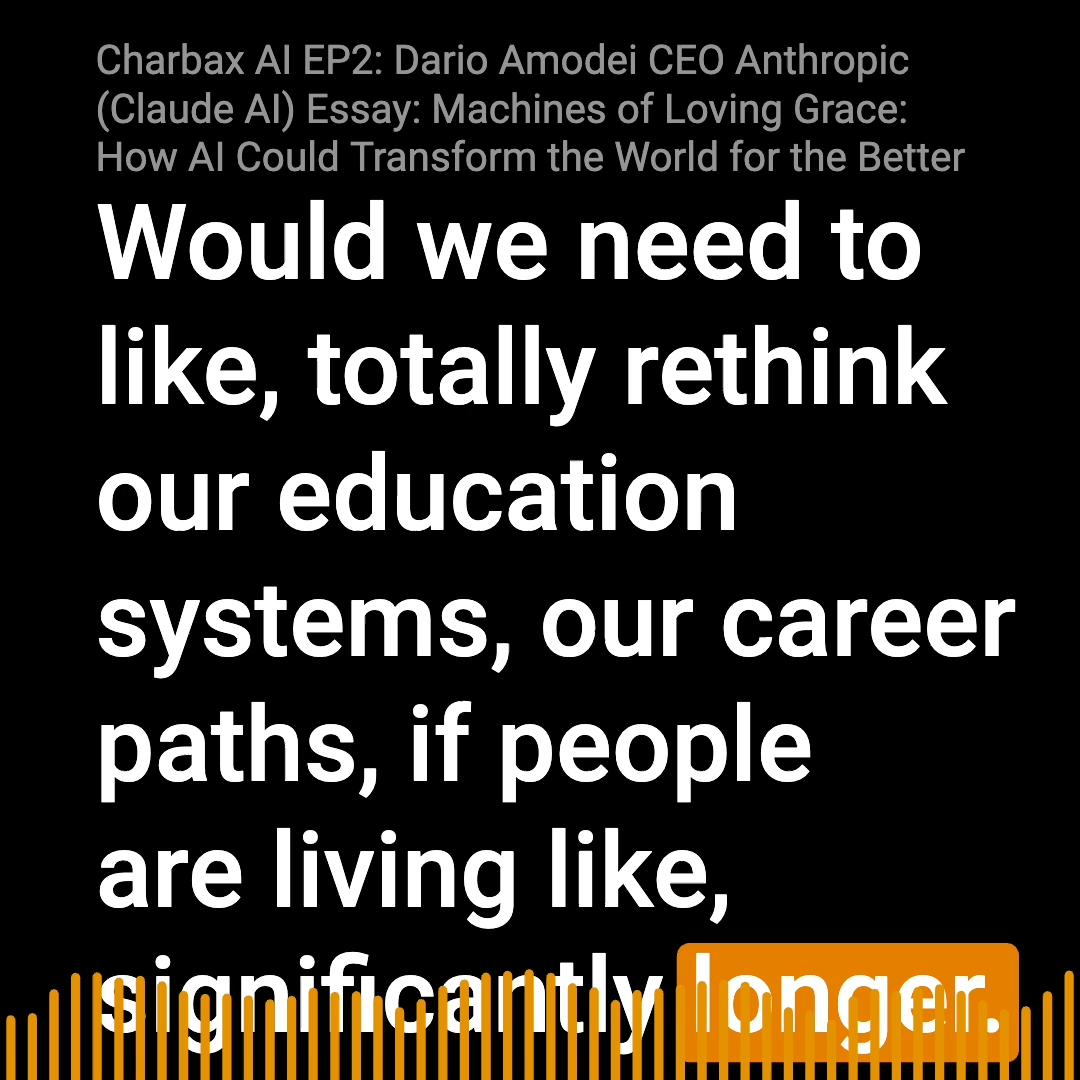 Charbax AI EP2: Dario Amodei CEO Anthropic
(Claude AI) Essay: Machines of Loving Grace:
How AI Could Transform the World for the Better
Would we need to
like, totally rethink
our education
systems, our career
paths, if people
are living like,
significantly longer.